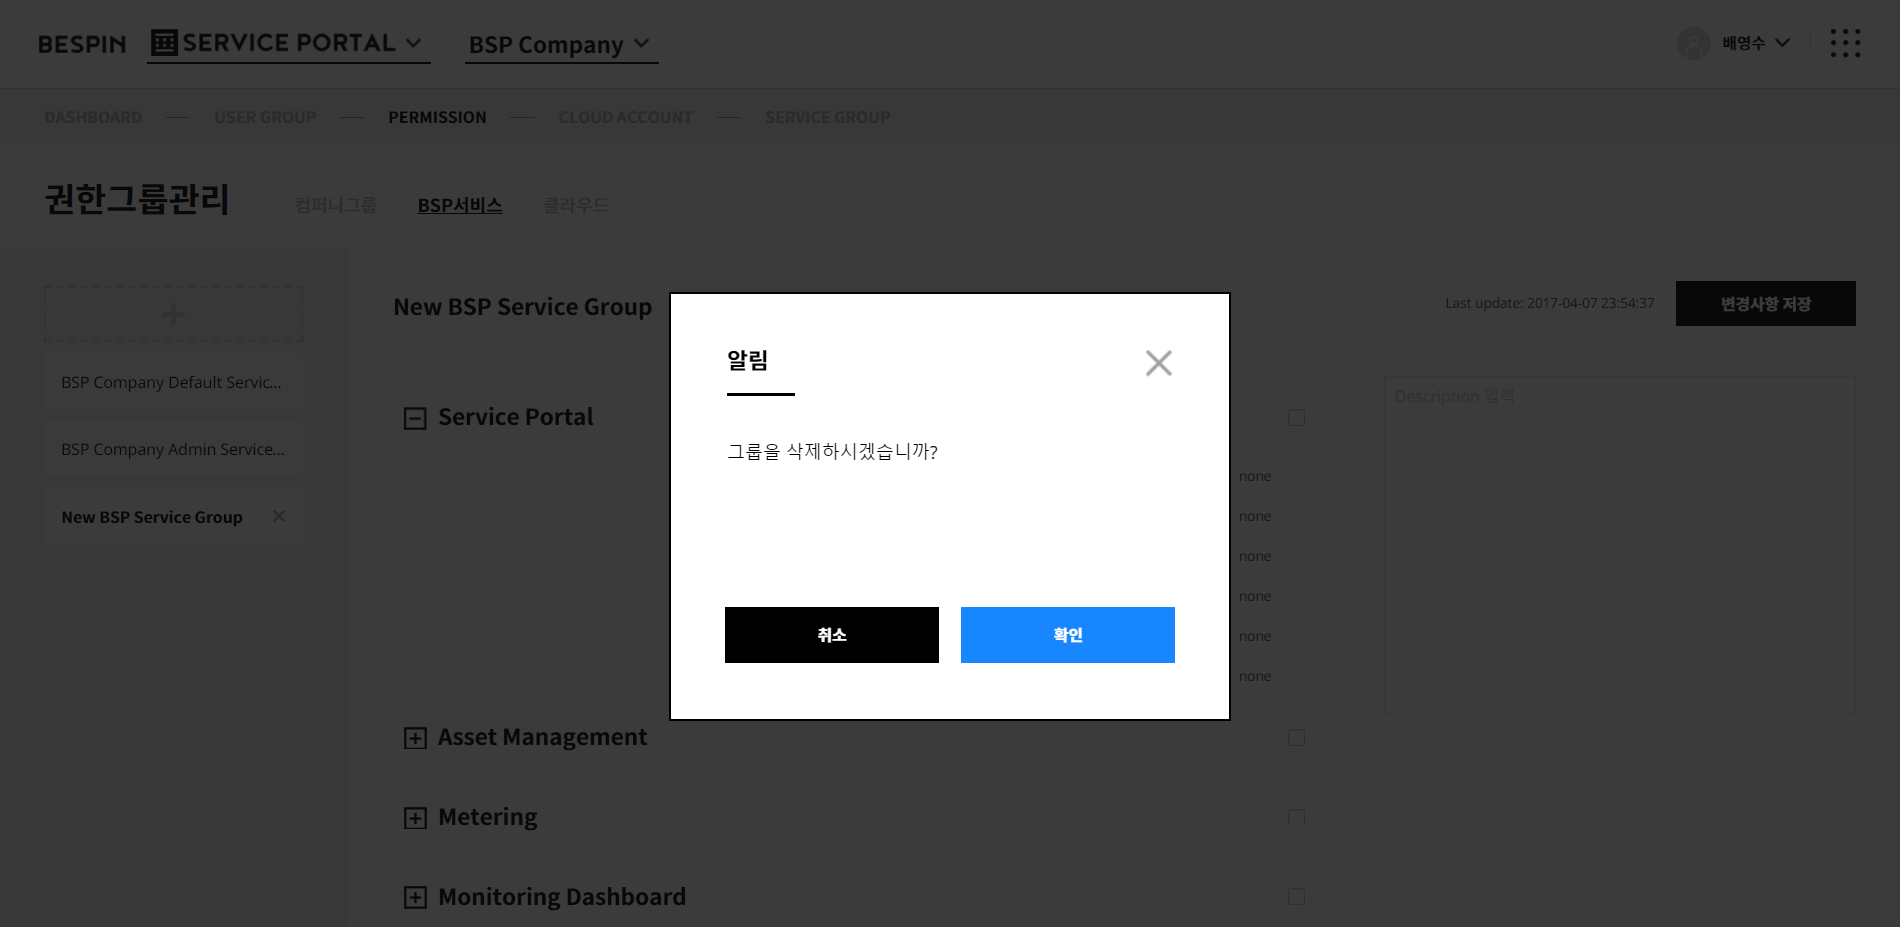 BESPIN SERVICE PORTAL BSP Company 배영수
DASHBOARD USER GROUP PERMISSION CLOUD ACCOUNT SERVICE GROUP
권한그룹관리 컴퍼니그룹 BSP서비스 클라우드
BSP Company Default Servic...
BSP Company Admin Service...
New BSP Service Group
New BSP Service Group
Last update: 2017-04-07 23:54:37
변경사항 저장
Service Portal
none
none
none
none
none
none
Asset Management
Metering
Monitoring Dashboard
Description 입력
알림
그룹을 삭제하시겠습니까?
취소 확인